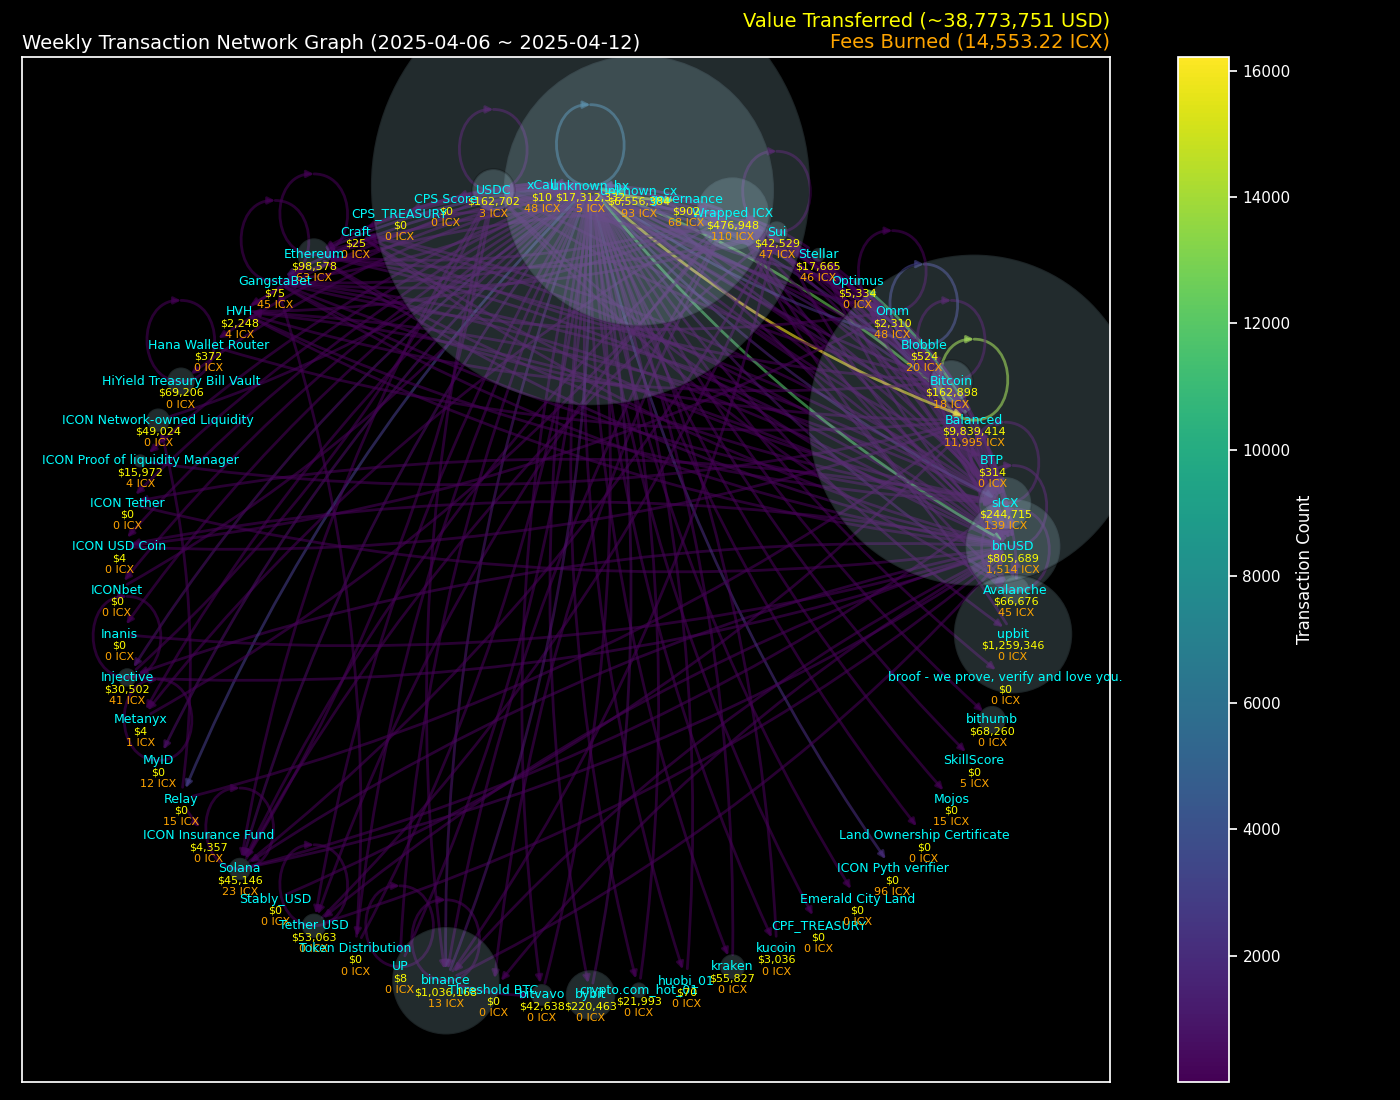 Value Transferred (~38,773,751 USD)
Weekly Transaction Network Graph (2025-04-06 ~ 2025-04-12)
Fees Burned (14,553.22 ICX)
USDC
$162,702
3 ICX
xCall
$10
48 ICX
unknown_hx
5 ICX
unknown_cx
$6,556,384
93 ICX
$902
68 ICX
Wrapped ICX
$476,948
110 ICX
CPS Score
$0
0 ICX
CPS_TREASURY
$0
0 ICX
Craft
$25
0 ICX
Sui
$42,529
47 ICX
Ethereum
$98,578
63 ICX
Stellar
$17,665
46 ICX
GangstaBet
$75
45 ICX
Optimus
$5,334
0 ICX
HVH
$2,248
4 ICX
Omm
$2,310
48 ICX
Hana Wallet Router
$372
0 ICX
Blobble
$524
20 ICX
HiYield Treasury Bill Vault
$69,206
0 ICX
Bitcoin
$162,898
18 ICX
ICON Network-owned Liquidity
$49,024
0 ICX
Balanced
$9,839,414
11,995 ICX
ICON Proof of liquidity Manager
$15,972
4 ICX
BTP
$314
0 ICX
ICON Tether
$0
0 ICX
sICX
$244,715
139 ICX
ICON USD Coin
$4
0 ICX
bnUSD
$805,689
1,514 ICX
ICONbet
$0
0 ICX
Avalanche
$66,676
45 ICX
Inanis
$0
0 ICX
upbit
$1,259,346
0 ICX
Injective
$30,502
41 ICX
broof - we prove, verify and love you.
$0
0 ICX
Metanyx
$4
1 ICX
bithumb
$68,260
0 ICX
MyID
$0
12 ICX
SkillScore
$0
5 ICX
Relay
$0
15 ICX
Mojos
$0
15 ICX
ICON Insurance Fund
$4,357
0 ICX
Land Ownership Certificate
$0
0 ICX
Solana
$45,146
23 ICX
ICON Pyth verifier
$0
96 ICX
Stably_USD
$0
0 ICX
Emerald City Land
$0
0 ICX
Tether USD
$53,063
0 ICX
CPF_TREASURY
$0
0 ICX
Token Distribution
$0
0 ICX
kucoin
$3,036
0 ICX
UP
$8
0 ICX
kraken
$55,827
0 ICX
binance
$1,036,168
13 ICX
huobi_01
0 ICX
Threshold BTC
$0
0 ICX
bitvavo
$42,638
0 ICX
bybit
$220,463
0 ICX
crypto.com_hot_01
$21,993
0 ICX
16000
14000
12000
10000
8000
6000
4000
2000
Transaction Count